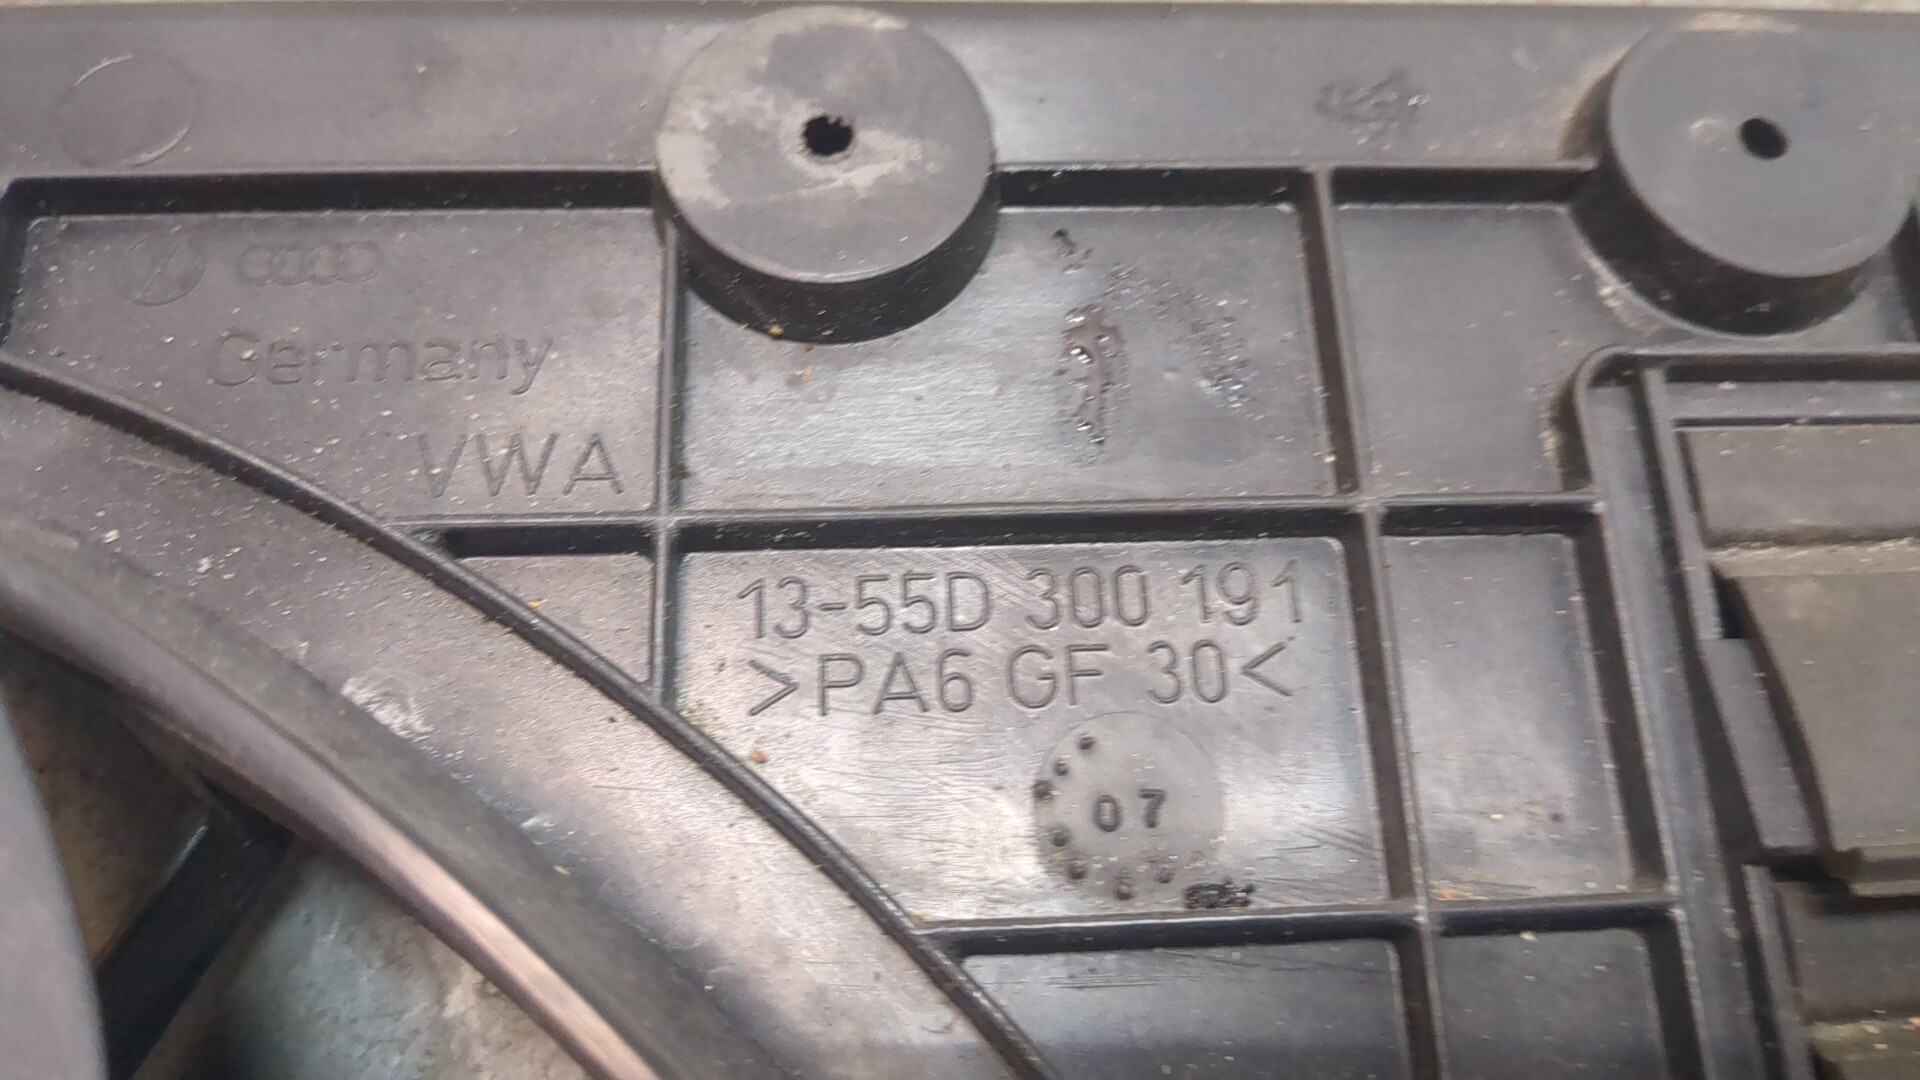 Germany
VWA
13-55D 300 191
>PA6 GF 30<
07